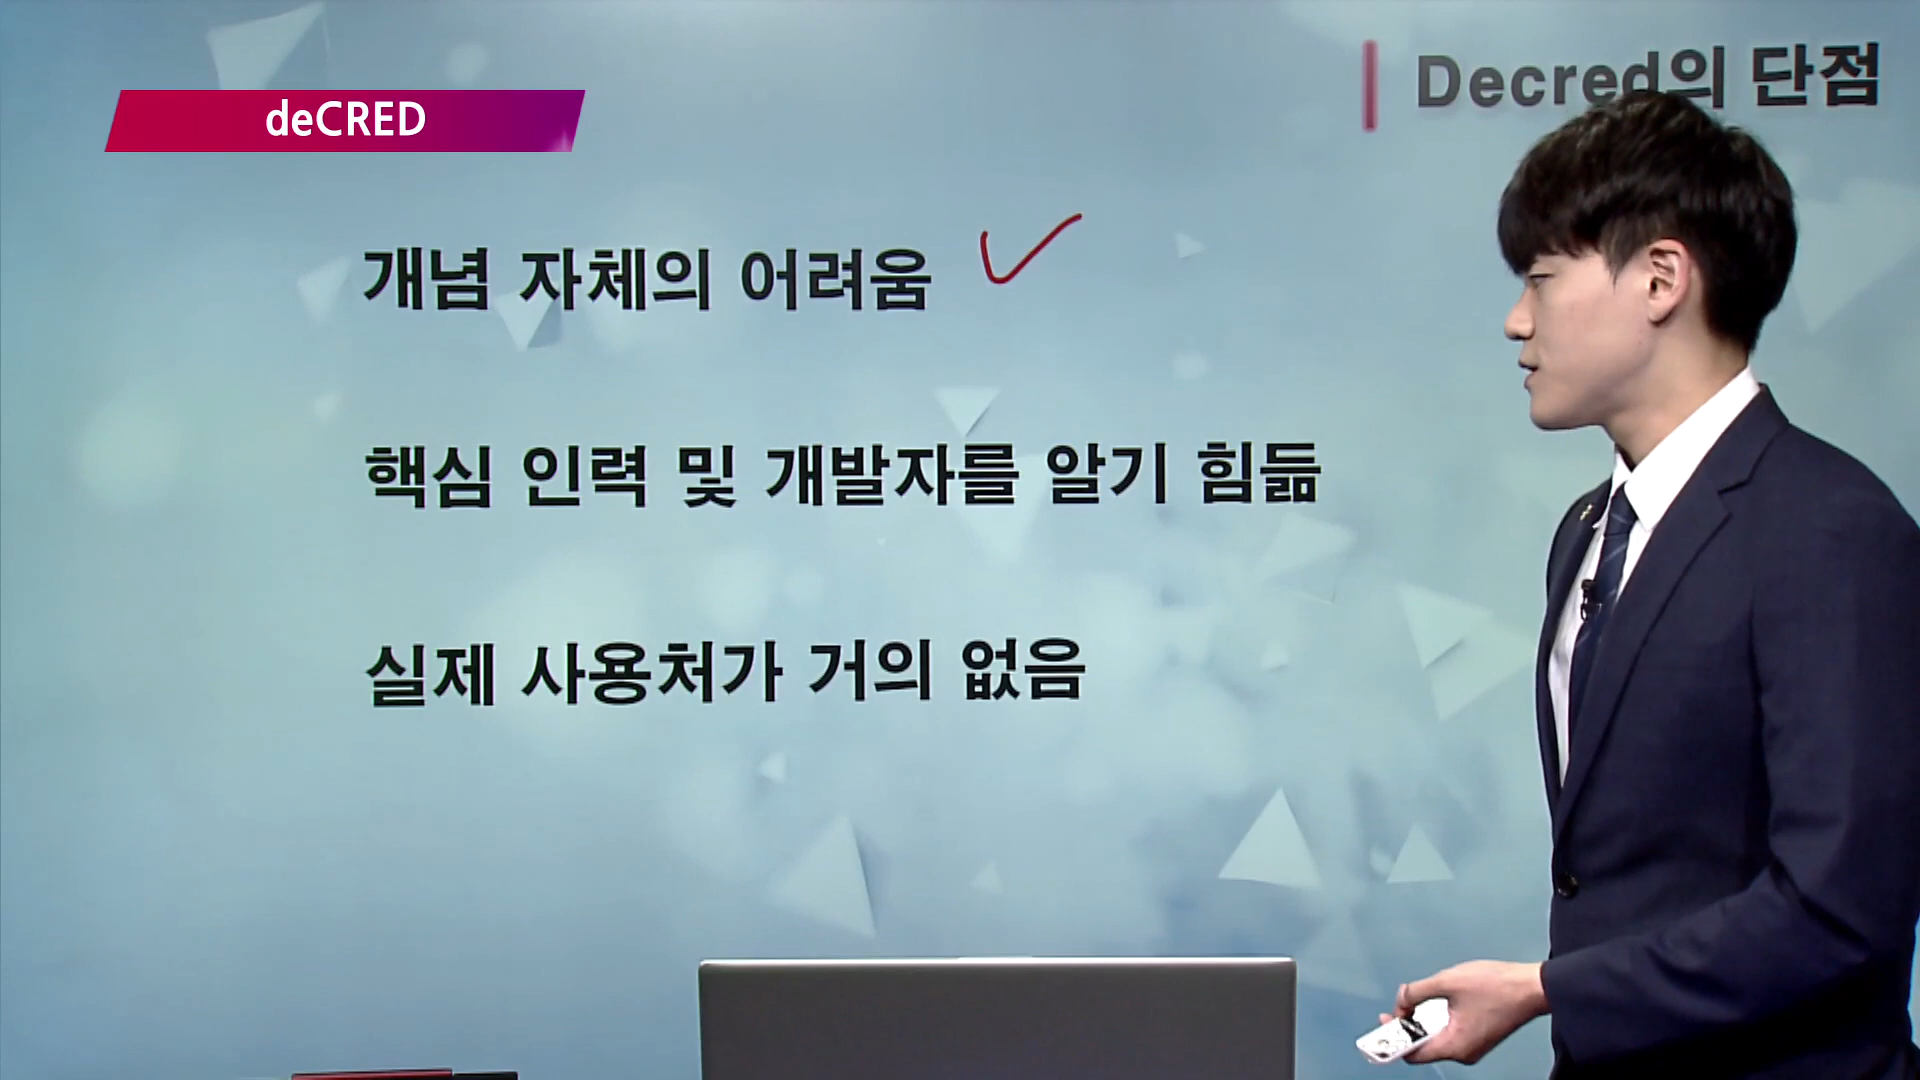 deCRED
Decred의 단점
개념 자체의 어려움
핵심 인력 및 개발자를 알기 힘듦
실제 사용처가 거의 없음